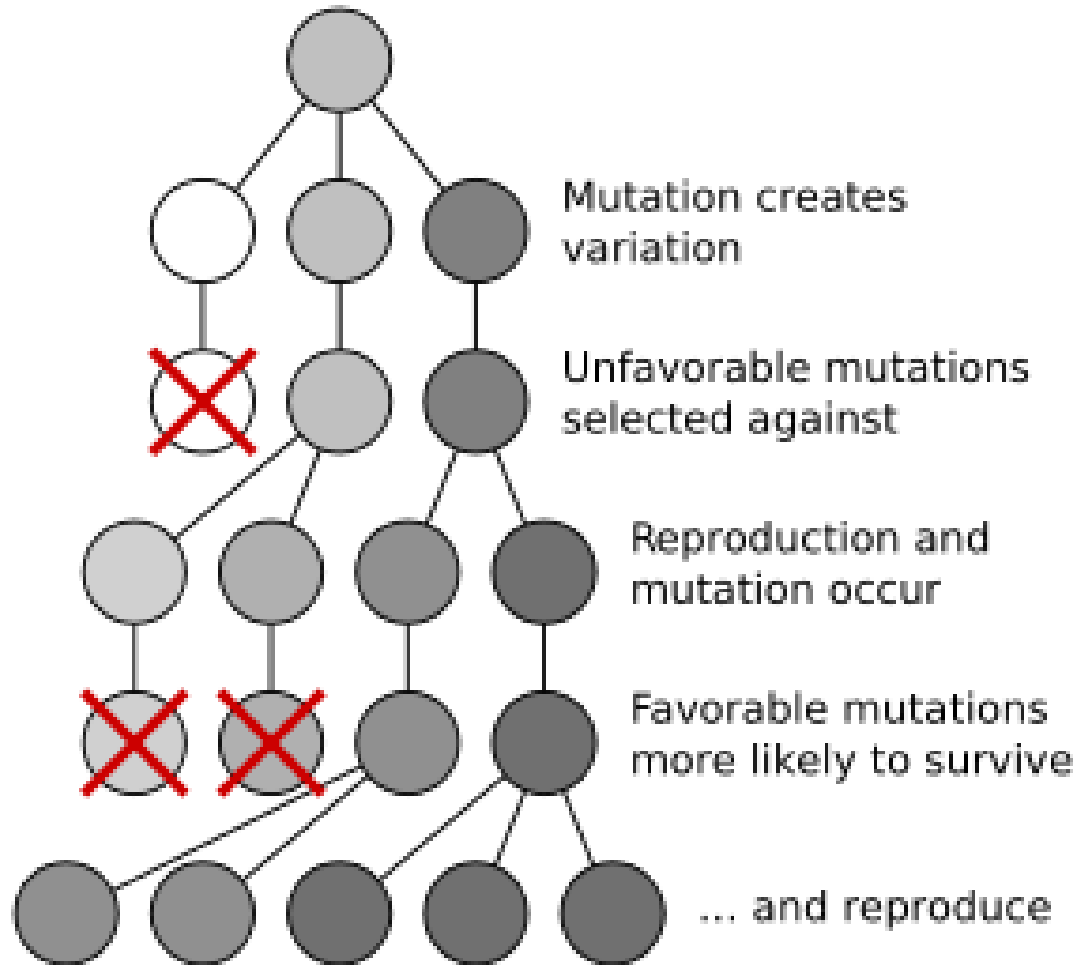 Mutation creates
variation
Unfavorable mutations
selected against
Reproduction and
mutation occur
Favorable mutations
more likely to survive
... and reproduce